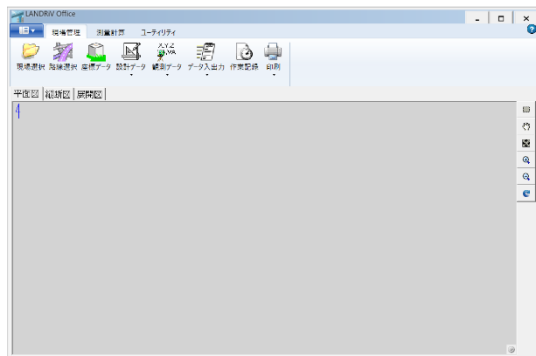 LANDRiV Office
現場管理 測量計算 ユーティリティ
現場選択 路線選択 座標データ 設計データ 観測データ データ入出力 作業記録 印刷
X,Y,Z
平面図 縦断図 展開図